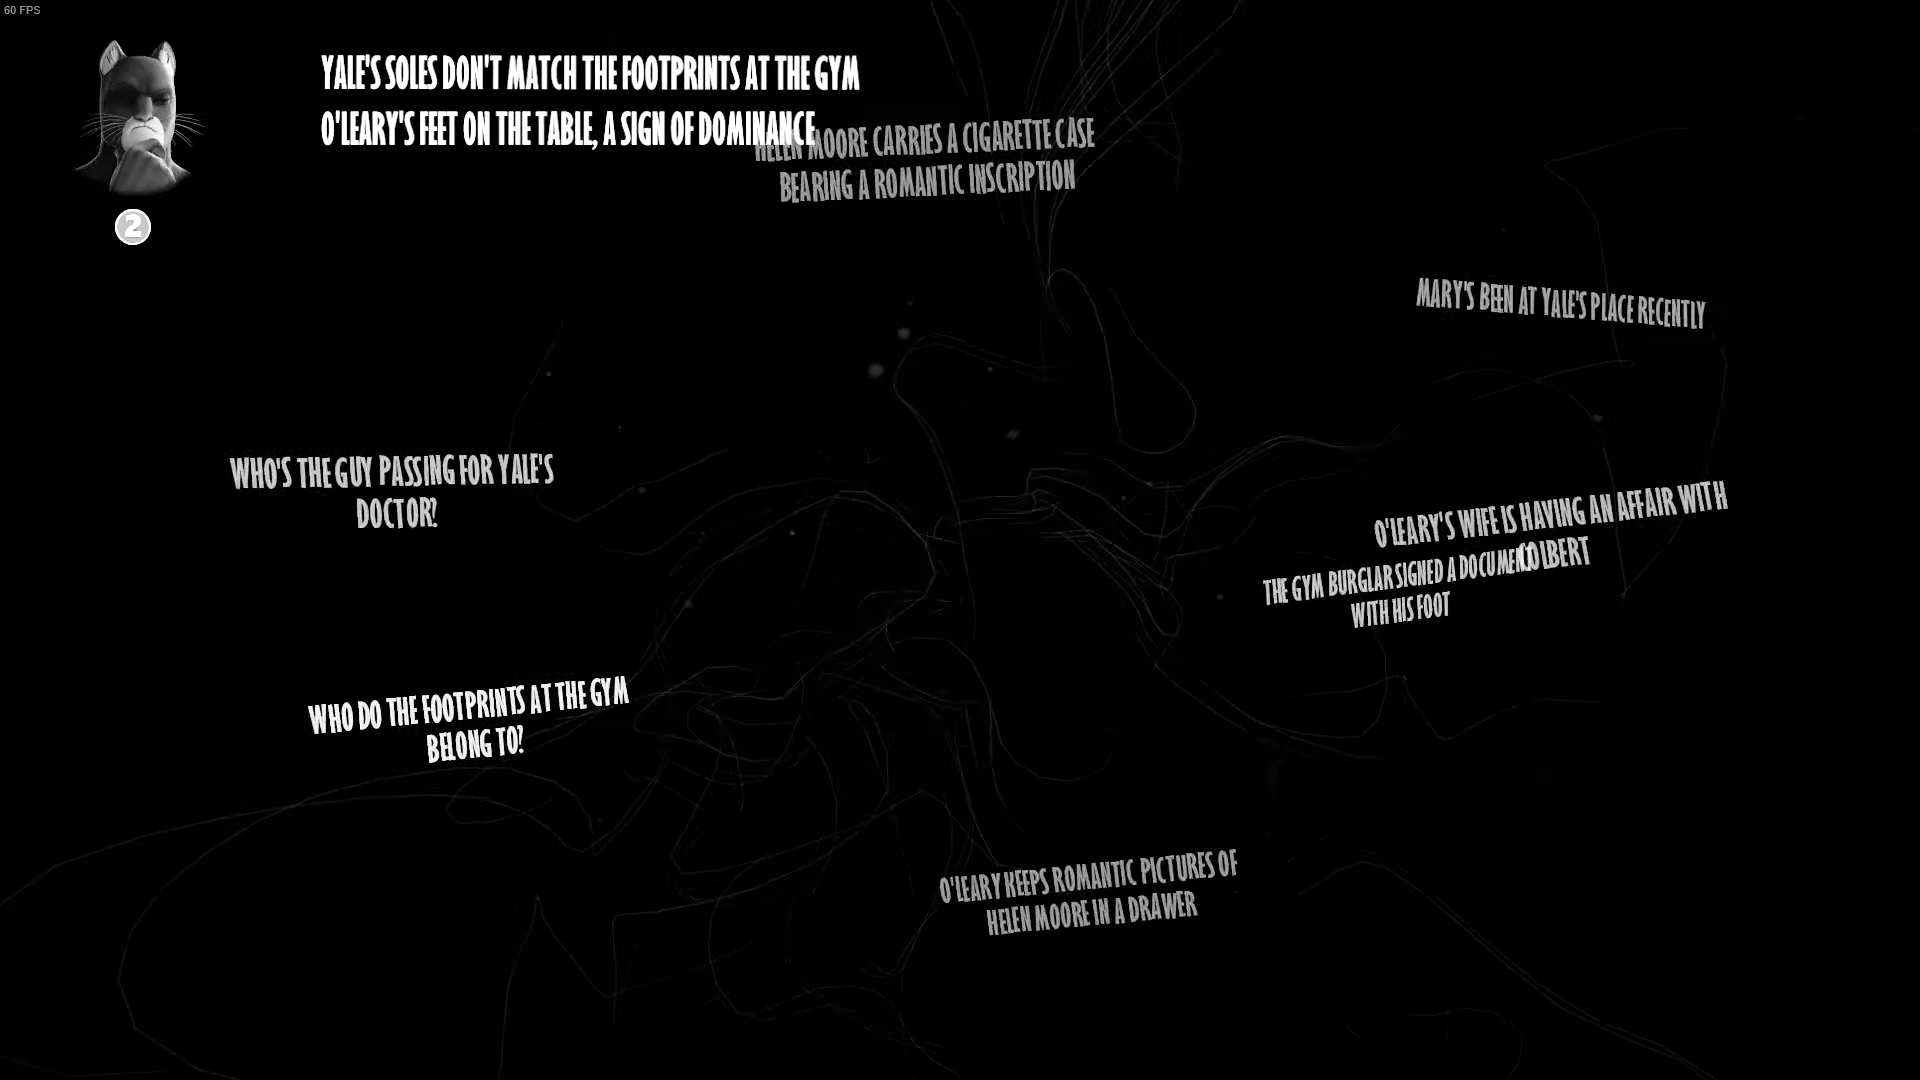 60 FPS
YALE'S SOLES DON'T MATCH THE FOOTPRINTS AT THE GYM
O'LEARY'S FEET ON THE TABLE, A SIGN OF DOMINANCE
HELEN MOORE CARRIES A CIGARETTE CASE
BEARING A ROMANTIC INSCRIPTION
2
MARY'S BEEN AT YALE'S PLACE RECENTLY
WHO'S THE GUY PASSING FOR YALE'S
DOCTOR?
O'LEARY'S WIFE IS HAVING AN AFFAIR WITH
COLBERT
THE GYM BURGLAR SIGNED A DOCUMENT
WITH HIS FOOT
WHO DO THE FOOTPRINTS AT THE GYM
BELONG TO?
O'LEARY KEEPS ROMANTIC PICTURES OF
HELEN MOORE IN A DRAWER